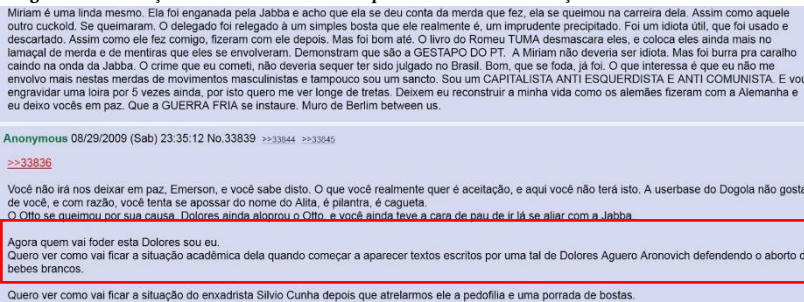 Miriam é uma linda mesmo. Ela foi enganada pela Jabba e acho que ela se deu conta da merda que fez, ela se queimou na carreira dela. Assim como aquele
outro cuckold. Se queimaram. O delegado foi relegado à um simples bosta que ele realmente é, um imprudente precipitado. Foi um idiota útil, que foi usado e
descartado. Assim como ele fez comigo, fizeram com ele depois. Mas foi bom até. O livro do Romeu TUMA desmascara eles, e coloca eles ainda mais no
lamaçal de merda e de mentiras que eles se envolveram. Demonstram que são a GESTAPO DO PT. A Miriam não deveria ser idiota. Mas foi burra pra caralho
caindo na onda da Jabba. O crime que eu cometi, não deveria sequer ter sido julgado no Brasil. Bom, que se foda, já foi. O que interessa é que eu não me
envolvo mais nestas merdas de movimentos masculinistas e tampouco sou um sancto. Sou um CAPITALISTA ANTI ESQUERDISTA E ANTI COMUNISTA. E vou
engravidar uma loira por 5 vezes ainda, por isto quero me ver longe de tretas. Deixem eu reconstruir a minha vida como os alemães fizeram com a Alemanha e
eu deixo vocês em paz. Que a GUERRA FRIA se instaure. Muro de Berlim between us.
Anonymous 08/29/2009 (Sab) 23:35:12 No.33839 >>33844 >>33845
>>33836
Você não irá nos deixar em paz, Emerson, e você sabe disto. O que você realmente quer é aceitação, e aqui você não terá isto. A userbase do Dogola não gosta
de você, e com razão, você tenta se apossar do nome do Alita, é pilantra, é cagueta.
O Otto se queimou por sua causa. Dolores ainda aloprou o Otto, e você ainda teve a cara de pau de ir lá se aliar com a Jabba
Agora quem vai foder esta Dolores sou eu.
Quero ver como vai ficar a situação acadêmica dela quando começar a aparecer textos escritos por uma tal de Dolores Aguero Aronovich defendendo o aborto d
bebes brancos.
Quero ver como vai ficar a situação do enxadrista Silvio Cunha depois que atrelarmos ele a pedofilia e uma porrada de bostas.